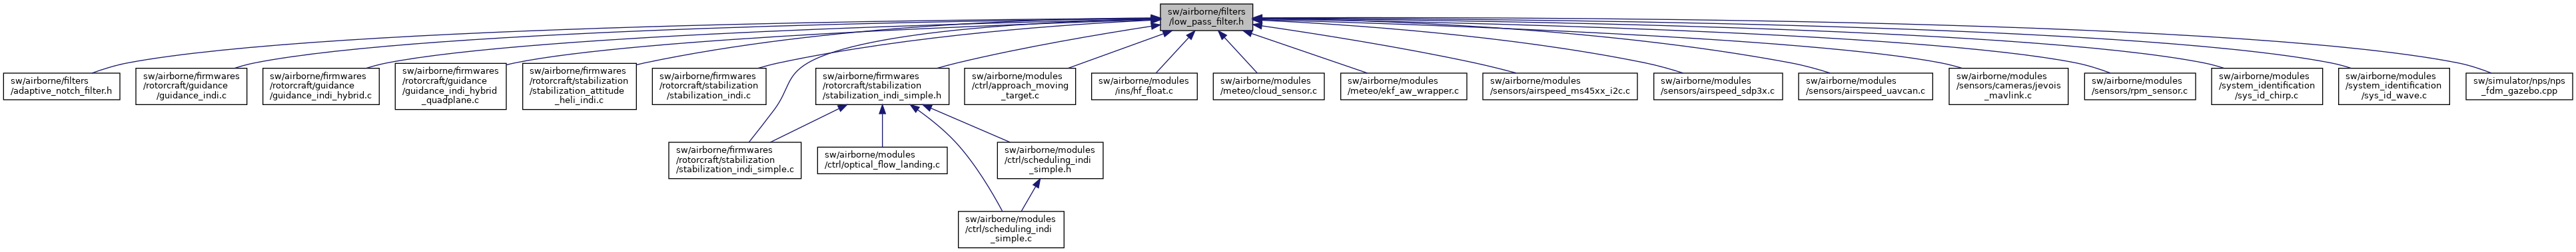 sw/airborne/filters
/low_pass_filter.h
sw/airborne/filters
/adaptive_notch_filter.h
sw/airborne/firmwares
/rotorcraft/guidance
/guidance_indi.c
sw/airborne/firmwares
/rotorcraft/guidance
/guidance_indi_hybrid.c
sw/airborne/firmwares
/rotorcraft/guidance
/guidance_indi_hybrid
_quadplane.c
sw/airborne/firmwares
/rotorcraft/stabilization
/stabilization_attitude
_heli_indi.c
sw/airborne/firmwares
/rotorcraft/stabilization
/stabilization_indi.c
sw/airborne/firmwares
/rotorcraft/stabilization
/stabilization_indi_simple.h
sw/airborne/modules
/ctrl/approach_moving
_target.c
sw/airborne/modules
/ins/hf_float.c
sw/airborne/modules
/meteo/cloud_sensor.c
sw/airborne/modules
/meteo/ekf_aw_wrapper.c
sw/airborne/modules
/sensors/airspeed_ms45xx_i2c.c
sw/airborne/modules
/sensors/airspeed_sdp3x.c
sw/airborne/modules
/sensors/airspeed_uavcan.c
sw/airborne/modules
/sensors/cameras/jevois
_mavlink.c
sw/airborne/modules
/sensors/rpm_sensor.c
sw/airborne/modules
/system_identification
/sys_id_chirp.c
sw/airborne/modules
/system_identification
/sys_id_wave.c
sw/simulator/nps/nps
_fdm_gazebo.cpp
sw/airborne/firmwares
/rotorcraft/stabilization
/stabilization_indi_simple.c
sw/airborne/modules
/ctrl/optical_flow_landing.c
sw/airborne/modules
/ctrl/scheduling_indi
_simple.h
sw/airborne/modules
/ctrl/scheduling_indi
_simple.c